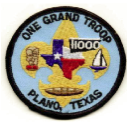 ONE GRAND TROOP
1000
PLANO, TEXAS